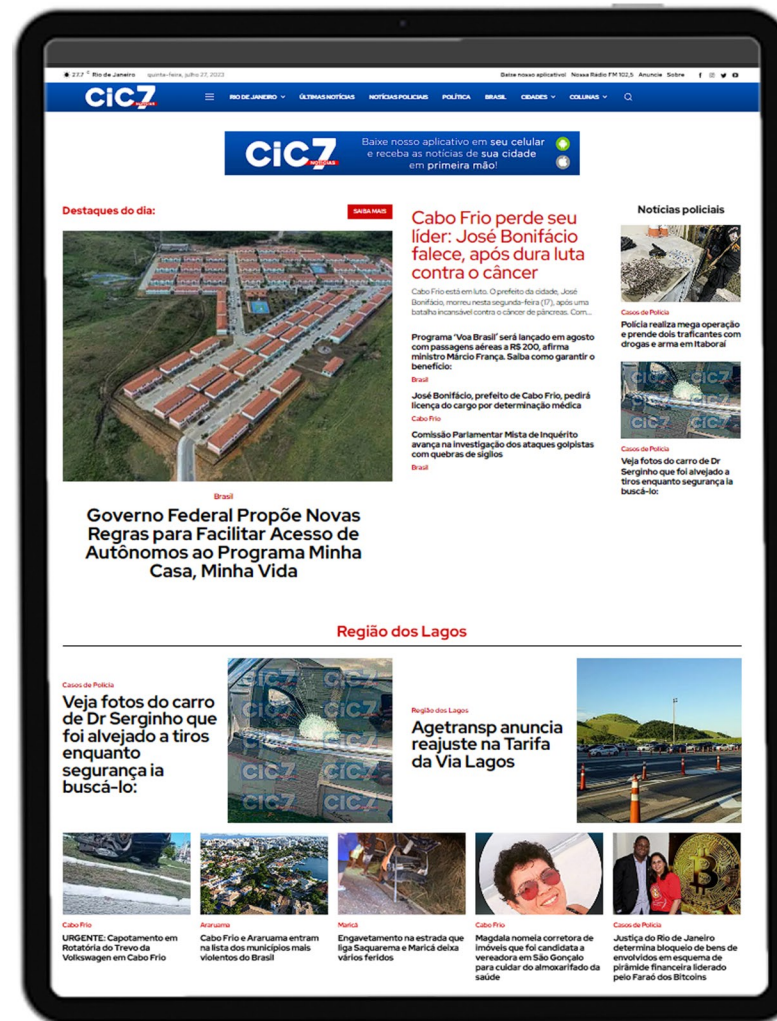 27.7 C Rio de Janeiro quinta-feira, julho 27, 2023
Baixe nosso aplicativo! Nossa Rádio FM 102,5 Anuncie Sobre
CiC7
NOTÍCIAS
RIO DE JANEIRO ÚLTIMAS NOTÍCIAS NOTÍCIAS POLICIAIS POLÍTICA BRASIL CIDADES COLUNAS
CiC7
NOTÍCIAS
Baixe nosso aplicativo em seu celular
e receba as notícias de sua cidade
em primeira mão!
Destaques do dia:
SAIBA MAIS
Brasil
Governo Federal Propõe Novas
Regras para Facilitar Acesso de
Autônomos ao Programa Minha
Casa, Minha Vida
Cabo Frio perde seu
líder: José Bonifácio
falece, após dura luta
contra o câncer
Cabo Frio está em luto. O prefeito da cidade, José
Bonifácio, morreu nesta segunda-feira (17), após uma
batalha incansável contra o câncer de pâncreas. Com...
Programa ‘Voa Brasil’ será lançado em agosto
com passagens aéreas a R$ 200, afirma
ministro Márcio França. Saiba como garantir o
benefício:
Brasil
José Bonifácio, prefeito de Cabo Frio, pedirá
licença do cargo por determinação médica
Cabo Frio
Comissão Parlamentar Mista de Inquérito
avança na investigação dos ataques golpistas
com quebras de sigilos
Brasil
Notícias policiais
Casos de Polícia
Polícia realiza mega operação
e prende dois traficantes com
drogas e arma em Itaboraí
CiC7 CiC7
CiC7 CiC7
Casos de Polícia
Veja fotos do carro de Dr
Serginho que foi alvejado a
tiros enquanto segurança ia
buscá-lo:
Região dos Lagos
Casos de Polícia
Veja fotos do carro
de Dr Serginho que
foi alvejado a tiros
enquanto
segurança ia
buscá-lo:
CiC7 CiC7
CiC7 CiC7
CiC7 CiC7
CiC7 CiC7
Região dos Lagos
Agetransp anuncia
reajuste na Tarifa
da Via Lagos
Cabo Frio
URGENTE: Capotamento em
Rotatória do Trevo da
Volkswagen em Cabo Frio
Araruama
Cabo Frio e Araruama entram
na lista dos municípios mais
violentos do Brasil
Maricá
Engavetamento na estrada que
liga Saquarema e Maricá deixa
vários feridos
Cabo Frio
Magdala nomeia corretora de
imóveis que foi candidata a
vereadora em São Gonçalo
para cuidar do almoxarifado da
saúde
Casos de Polícia
Justiça do Rio de Janeiro
determina bloqueio de bens de
envolvidos em esquema de
pirâmide financeira liderado
pelo Faraó dos Bitcoins